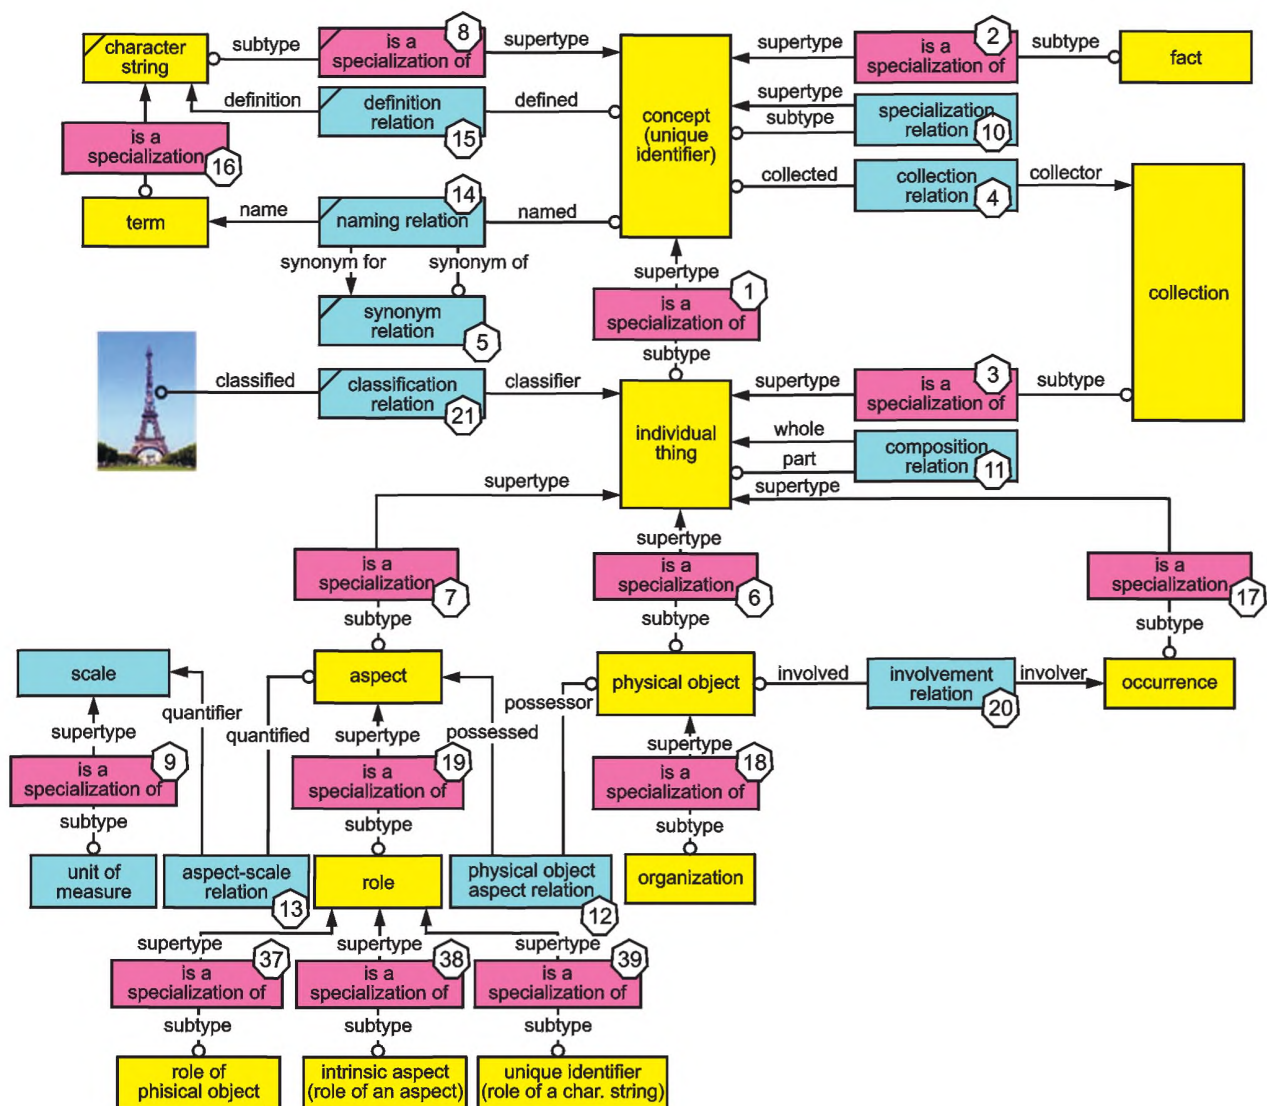 character
string
subtype
is a
specialization of
8
supertype
concept
(unique
identifier)
supertype
is a
specialization of
2
subtype
fact
definition
definition
relation
15
defined
supertype
subtype
specialization
relation
10
is a
specialization
16
collected
collection
relation
4
collector
collection
term
name
naming relation
14
named
synonym for
synonym of
synonym
relation
5
supertype
is a
specialization of
1
subtype
classified
classification
relation
21
classifier
individual
thing
supertype
is a
specialization of
3
subtype
whole
part
composition
relation
11
supertype
supertype
supertype
is a
specialization
7
subtype
is a
specialization
6
subtype
is a
specialization
17
subtype
scale
aspect
physical object
involved
involvement
relation
20
involver
occurrence
quantifier
quantified
possessed
possessor
supertype
is a
specialization of
9
subtype
supertype
is a
specialization of
19
subtype
supertype
is a
specialization of
18
subtype
unit of
measure
aspect-scale
relation
13
role
physical object
aspect relation
12
organization
supertype
is a
specialization of
37
subtype
supertype
is a
specialization of
38
subtype
supertype
is a
specialization of
39
subtype
role of
phisical object
intrinsic aspect
(role of an aspect)
unique identifier
(role of a char. string)